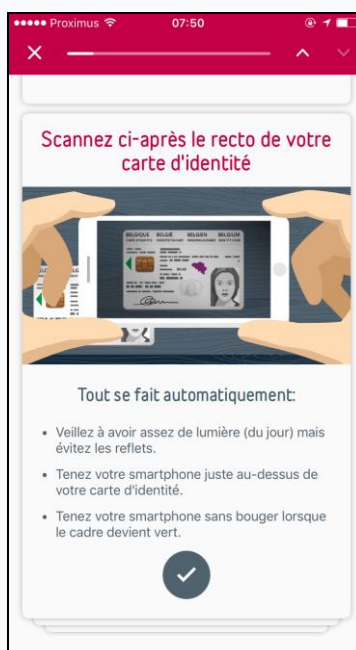 Proximus 07:50
Scannez ci-après le recto de votre
carte d'identité
BELGIQUE BELGIË BELGIEN BELGIUM
Tout se fait automatiquement:
• Veillez à avoir assez de lumière (du jour) mais
évitez les reflets.
• Tenez votre smartphone juste au-dessus de
votre carte d'identité.
• Tenez votre smartphone sans bouger lorsque
le cadre devient vert.